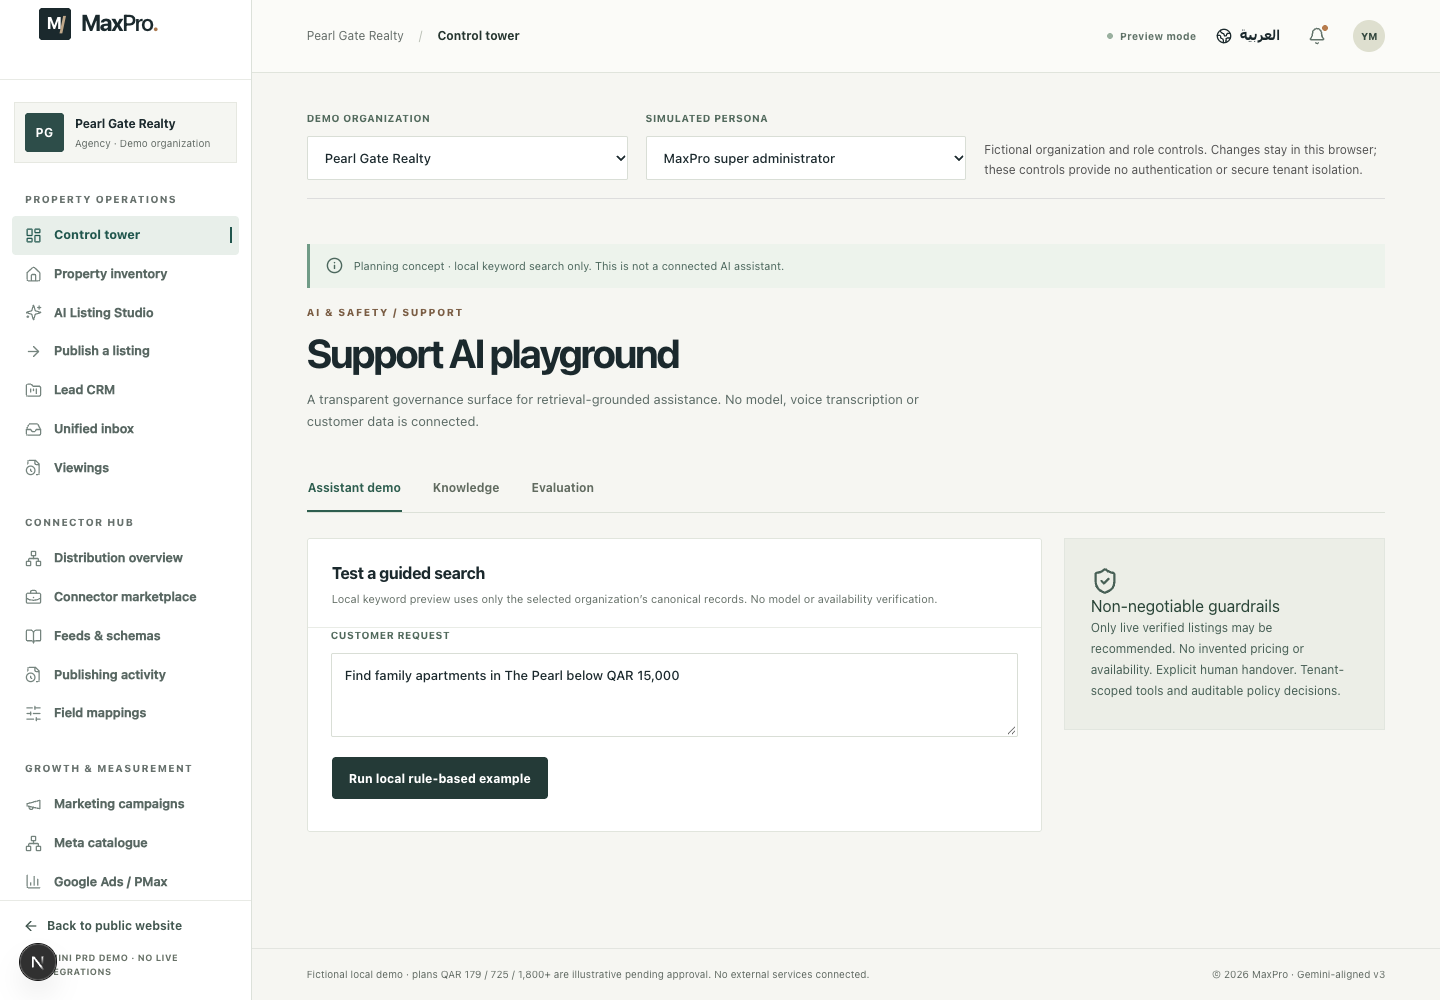 MaxPro.
PG
Pearl Gate Realty
Agency · Demo organization
PROPERTY OPERATIONS
Control tower
Property inventory
AI Listing Studio
Publish a listing
Lead CRM
Unified inbox
Viewings
CONNECTOR HUB
Distribution overview
Connector marketplace
Feeds & schemas
Publishing activity
Field mappings
GROWTH & MEASUREMENT
Marketing campaigns
Meta catalogue
Google Ads / PMax
Back to public website
INI PRD DEMO · NO LIVE
EGRATIONS
N
Pearl Gate Realty / Control tower
Preview mode
العربية
YM
DEMO ORGANIZATION
Pearl Gate Realty
SIMULATED PERSONA
MaxPro super administrator
Fictional organization and role controls. Changes stay in this browser;
these controls provide no authentication or secure tenant isolation.
Planning concept · local keyword search only. This is not a connected AI assistant.
AI & SAFETY / SUPPORT
Support AI playground
A transparent governance surface for retrieval-grounded assistance. No model, voice transcription or
customer data is connected.
Assistant demo
Knowledge
Evaluation
Test a guided search
Local keyword preview uses only the selected organization's canonical records. No model or availability verification.
CUSTOMER REQUEST
Find family apartments in The Pearl below QAR 15,000
Run local rule-based example
Non-negotiable guardrails
Only live verified listings may be
recommended. No invented pricing or
availability. Explicit human handover. Tenant-
scoped tools and auditable policy decisions.
Fictional local demo · plans QAR 179 / 725 / 1,800+ are illustrative pending approval. No external services connected.
© 2026 MaxPro · Gemini-aligned v3